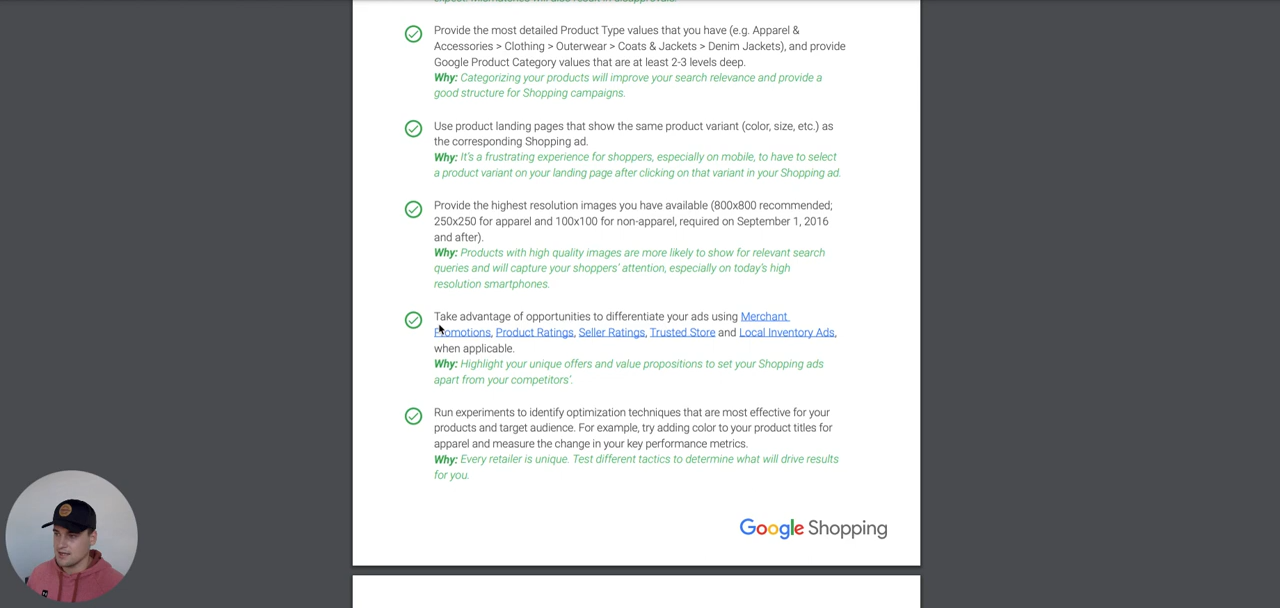 Provide the most detailed Product Type values that you have (e.g. Apparel &
Accessories > Clothing > Outerwear > Coats & Jackets > Denim Jackets), and provide
Google Product Category values that are at least 2-3 levels deep.
Why: Categorizing your products will improve your search relevance and provide a
good structure for Shopping campaigns.
Use product landing pages that show the same product variant (color, size, etc.) as
the corresponding Shopping ad.
Why: It's a frustrating experience for shoppers, especially on mobile, to have to select
a product variant on your landing page after clicking on that variant in your Shopping ad.
Provide the highest resolution images you have available (800x800 recommended;
250x250 for apparel and 100x100 for non-apparel, required on September 1, 2016
and after).
Why: Products with high quality images are more likely to show for relevant search
queries and will capture your shoppers' attention, especially on today's high
resolution smartphones.
Take advantage of opportunities to differentiate your ads using Merchant
Promotions, Product Ratings, Seller Ratings, Trusted Store and Local Inventory Ads,
when applicable.
Why: Highlight your unique offers and value propositions to set your Shopping ads
apart from your competitors'.
Run experiments to identify optimization techniques that are most effective for your
products and target audience. For example, try adding color to your product titles for
apparel and measure the change in your key performance metrics.
Why: Every retailer is unique. Test different tactics to determine what will drive results
for you.
Google Shopping